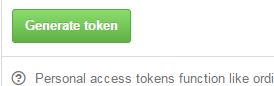 Generate token
Personal access tokens function like ordi